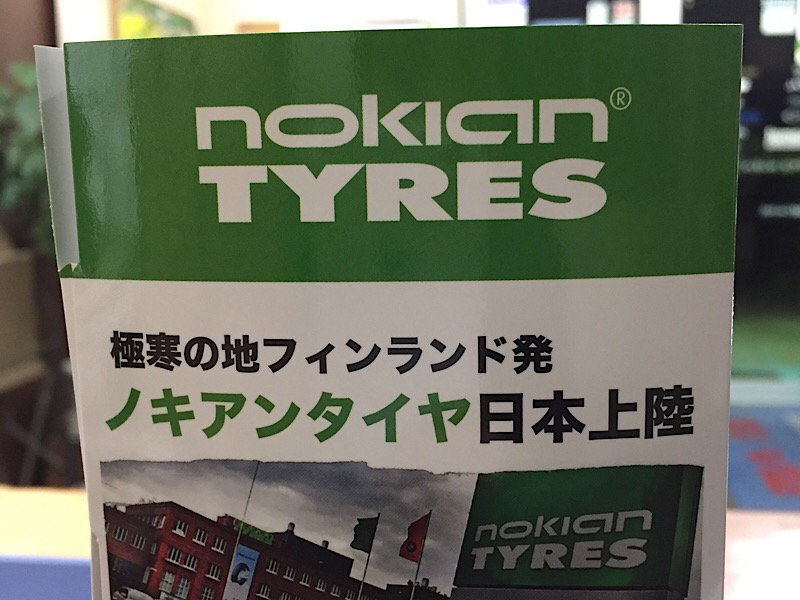 nokian®
TYRES
極寒の地フィンランド発
ノキアンタイヤ日本上陸
nokian
TYRES